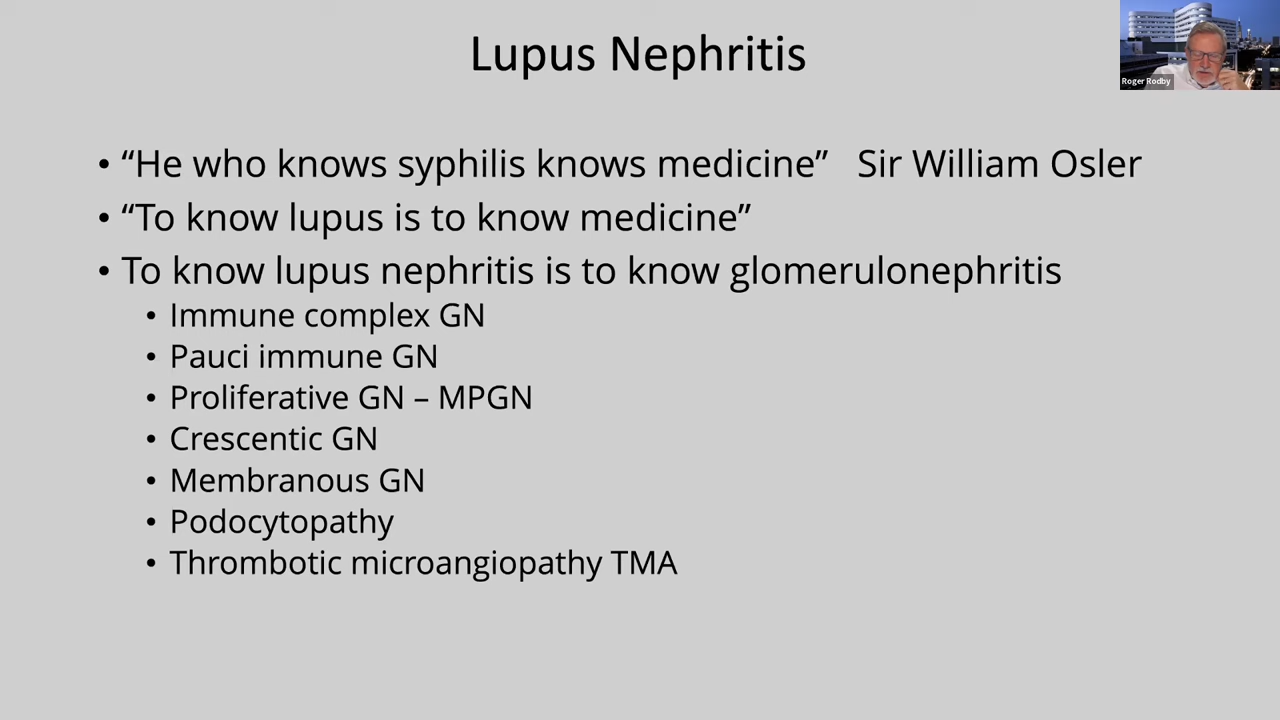 Lupus Nephritis
Roger Rodby
• “He who knows syphilis knows medicine” Sir William Osler
• “To know lupus is to know medicine”
• To know lupus nephritis is to know glomerulonephritis
• Immune complex GN
• Pauci immune GN
• Proliferative GN – MPGN
• Crescentic GN
• Membranous GN
• Podocytopathy
• Thrombotic microangiopathy TMA